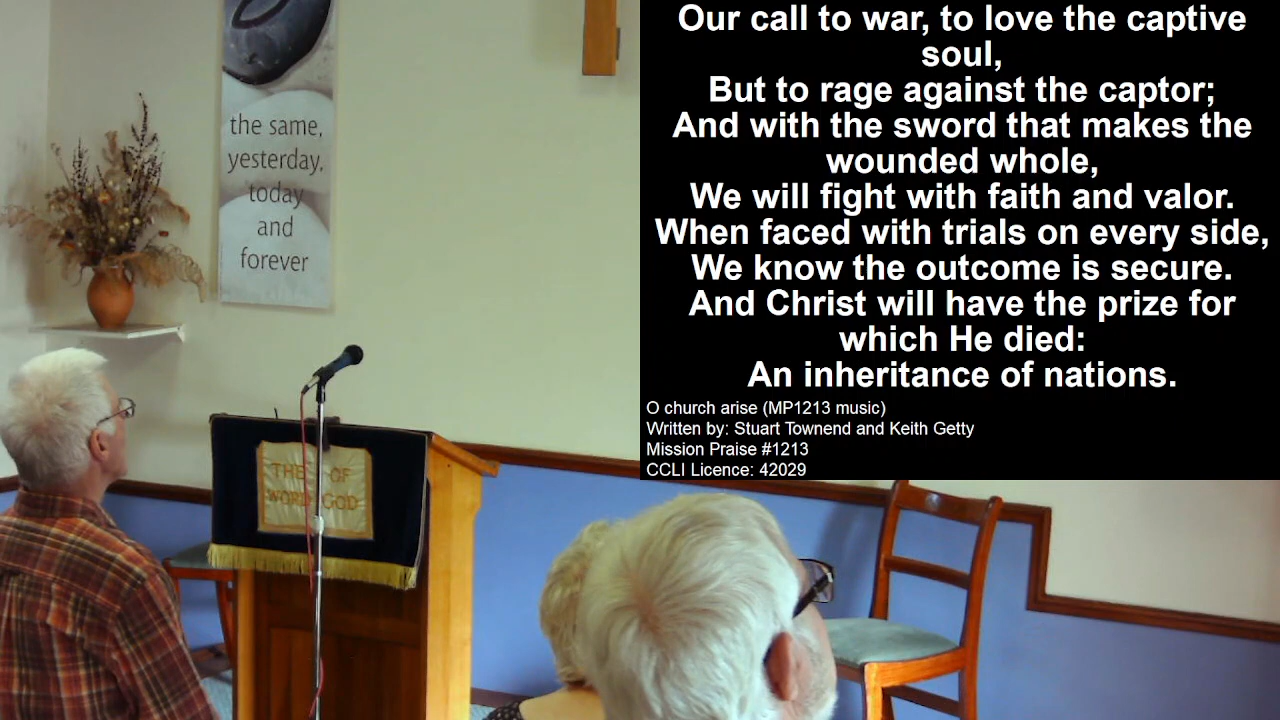 the same,
yesterday,
today
and
forever
THE OF
WORD GOD
Our call to war, to love the captive
soul,
But to rage against the captor;
And with the sword that makes the
wounded whole,
We will fight with faith and valor.
When faced with trials on every side,
We know the outcome is secure.
And Christ will have the prize for
which He died:
An inheritance of nations.
O church arise (MP1213 music)
Written by: Stuart Townend and Keith Getty
Mission Praise #1213
CCLI Licence: 42029